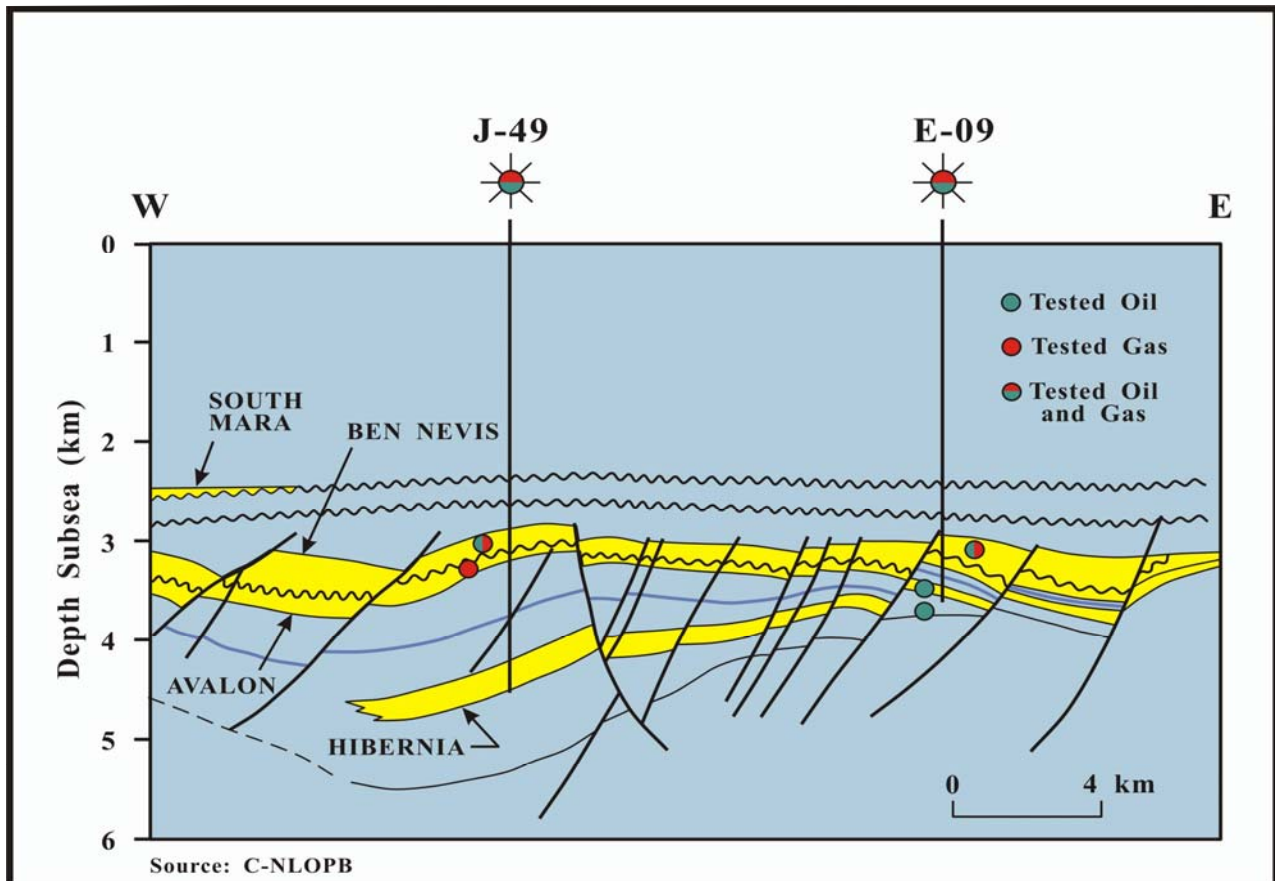 J-49
E-09
W
E
0
1
2
3
4
5
6
Depth Subsea (km)
Tested Oil
Tested Gas
Tested Oil
and Gas
SOUTH
MARA
BEN NEVIS
AVALON
HIBERNIA
0 4 km
Source: C-NLOPB